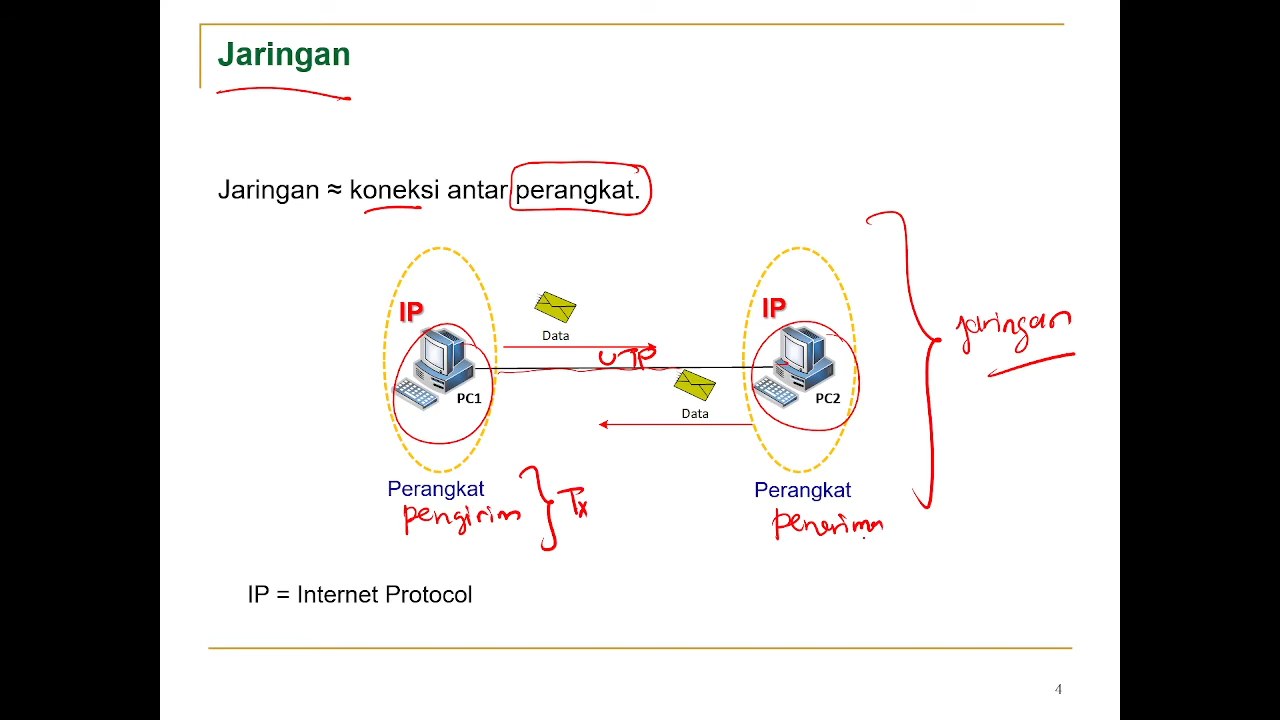 Jaringan
Jaringan ≈ koneksi antar perangkat.
IP
IP
Data
UTP
jaringan
PC1
PC2
Data
Perangkat
Perangkat
pengirim
Tx
penerima
IP = Internet Protocol
4